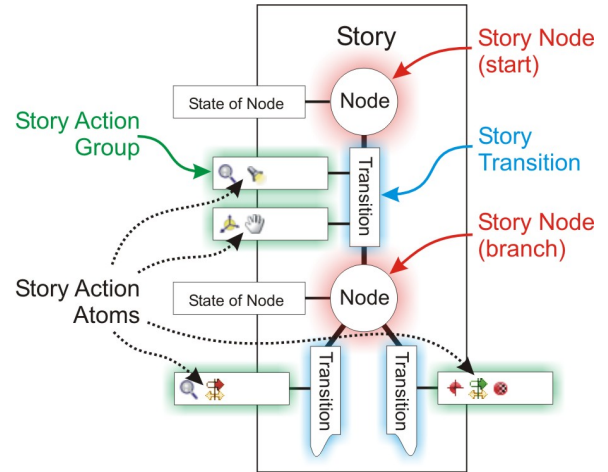 Story
Story Node
(start)
State of Node
Node
Story Action
Group
Transition
Story
Transition
Story Node
(branch)
Story Action
Atoms
State of Node
Node
Transition
Transition